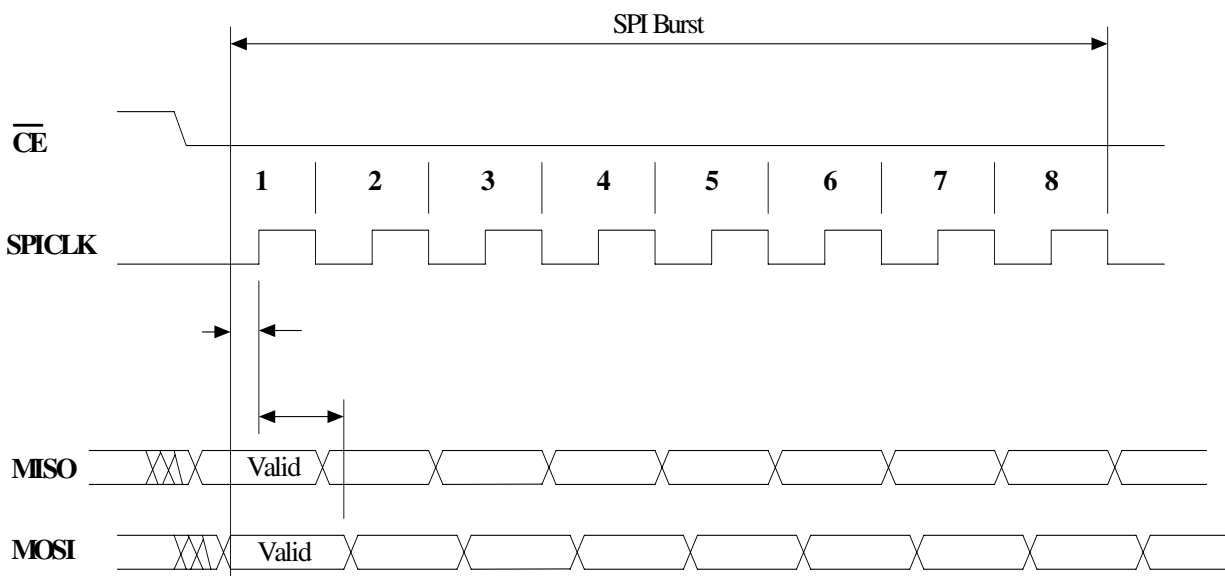 SPI Burst
CE
1 2 3 4 5 6 7 8
SPICLK
MISO Valid
MOSI Valid